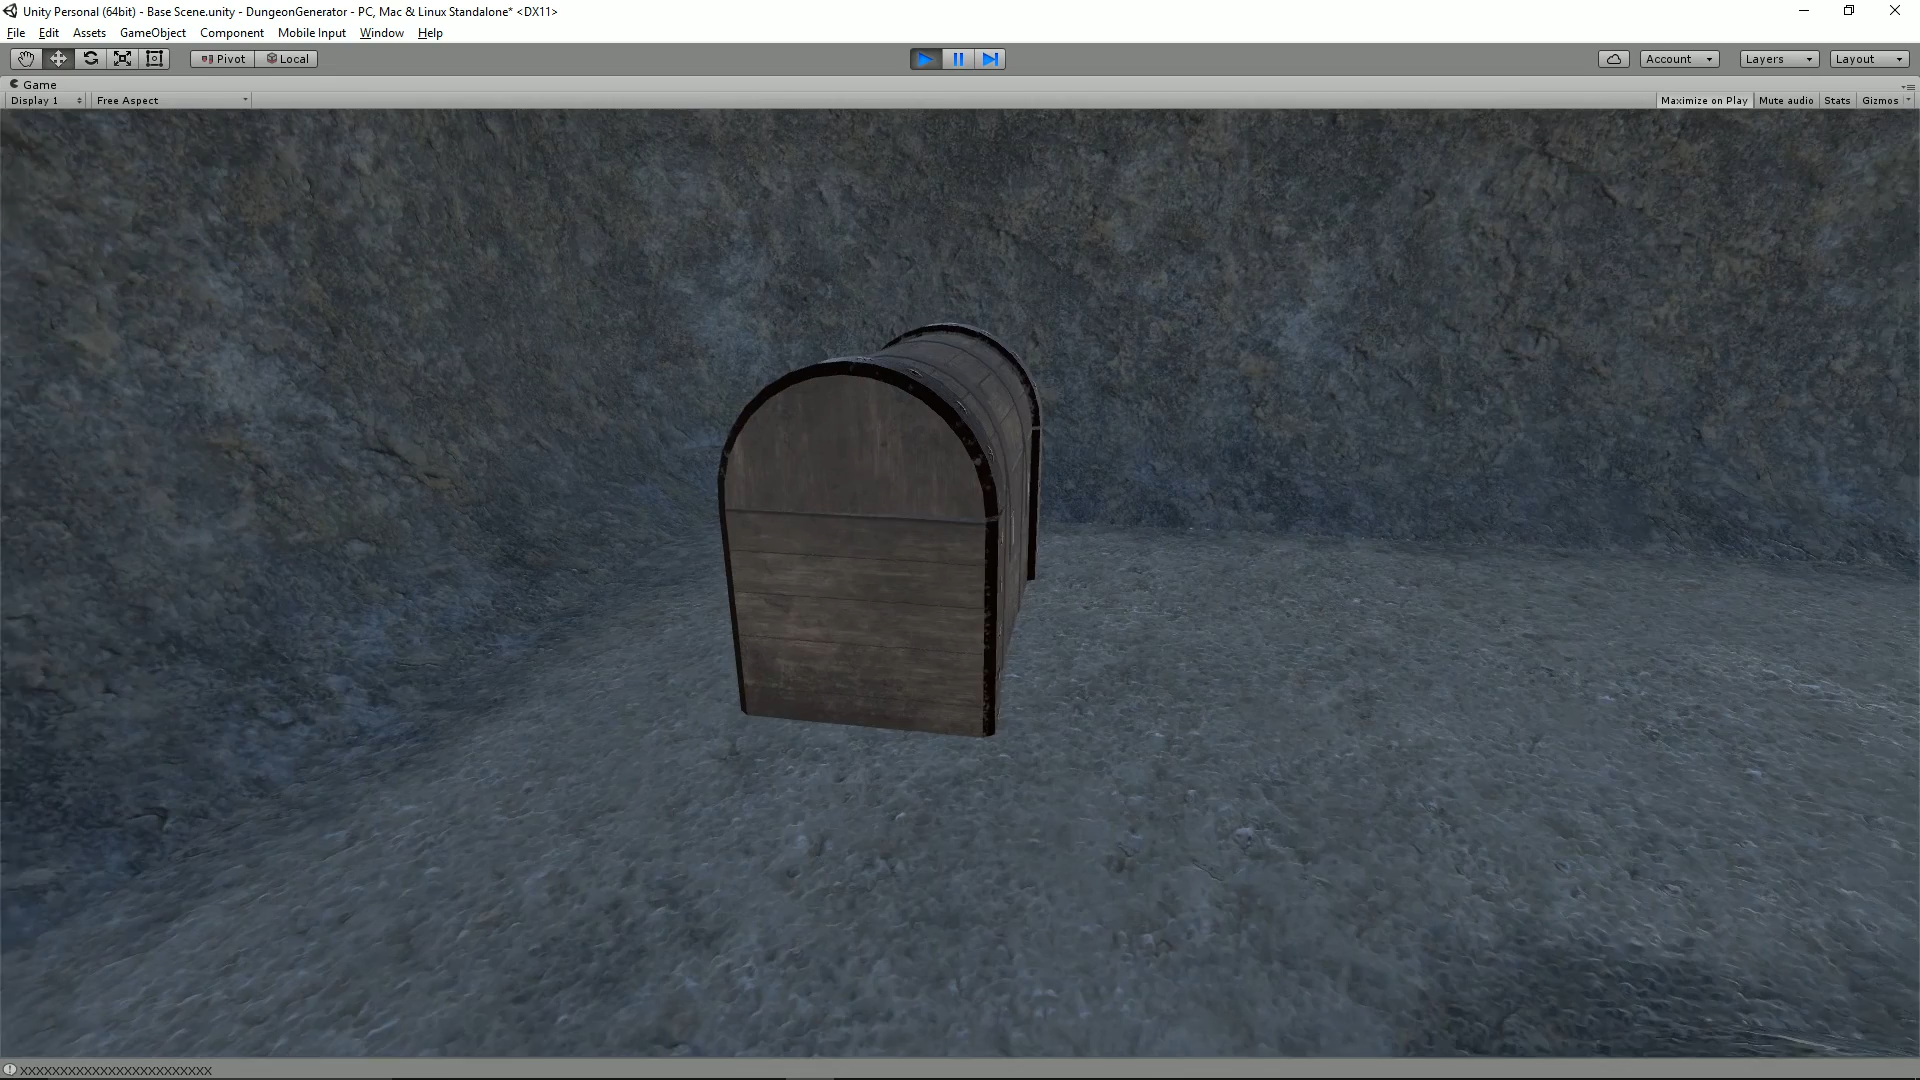 Unity Personal (64bit) - Base Scene.unity - DungeonGenerator - PC, Mac & Linux Standalone* <DX11>
File Edit Assets GameObject Component Mobile Input Window Help
Pivot Local Account Layers Layout
Game
Display 1 Free Aspect Maximize on Play Mute audio Stats Gizmos
XXXXXXXXXXXXXXXXXXXXXXXX